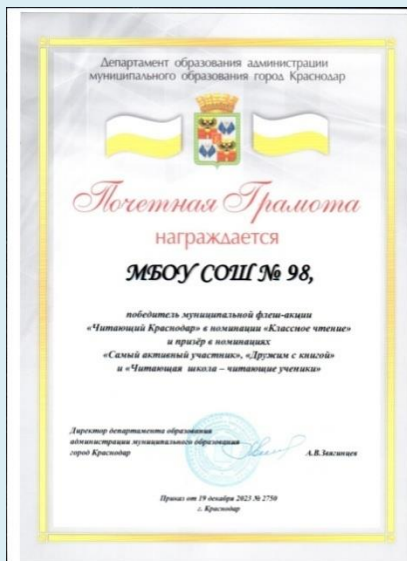 Департамент образования администрации
муниципального образования город Краснодар
Почетная Грамота
награждается
МБОУ СОШ № 98,
победитель муниципальной флеш-акции
«Читающий Краснодар» в номинации «Классное чтение»
и призёр в номинациях
«Самый активный участник», «Дружим с книгой»
и «Читающая школа – читающие ученики»
Директор департамента образования
администрации муниципального образования
город Краснодар
А.В.Звягинцев
Приказ от 19 декабря 2023 № 2750
г. Краснодар